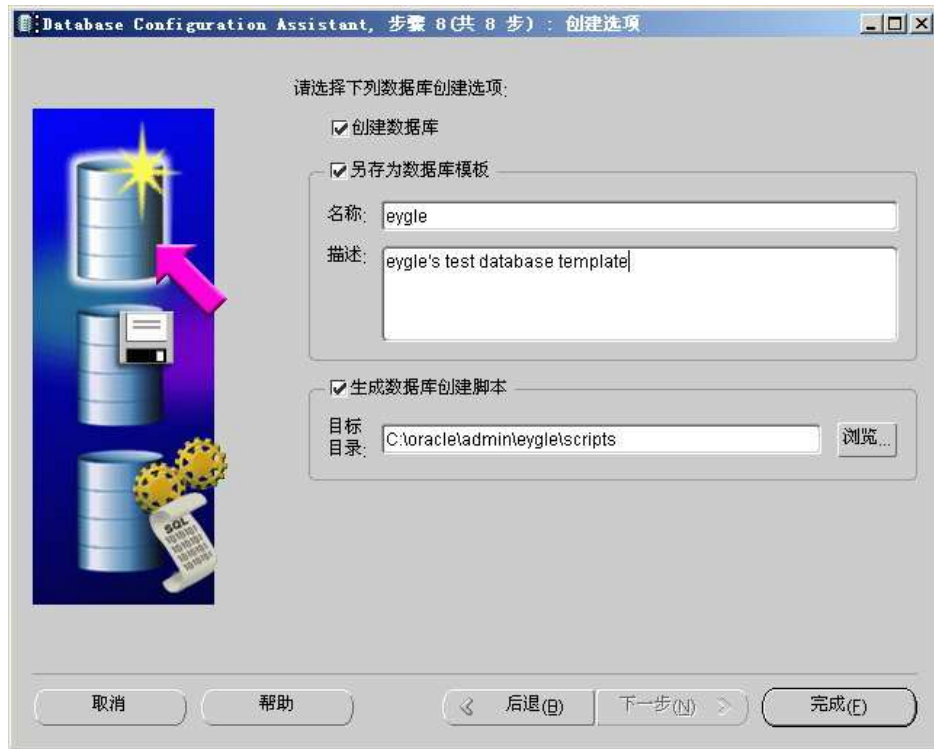 Database Configuration Assistant, 步骤 8(共 8 步) : 创建选项
请选择下列数据库创建选项:
创建数据库
另存为数据库模板
名称: eygle
描述: eygle's test database template
生成数据库创建脚本
目标
目录: C:\oracle\admin\eygle\scripts 浏览...
SQL
取消 帮助 后退(B) 下一步(N) 完成(F)